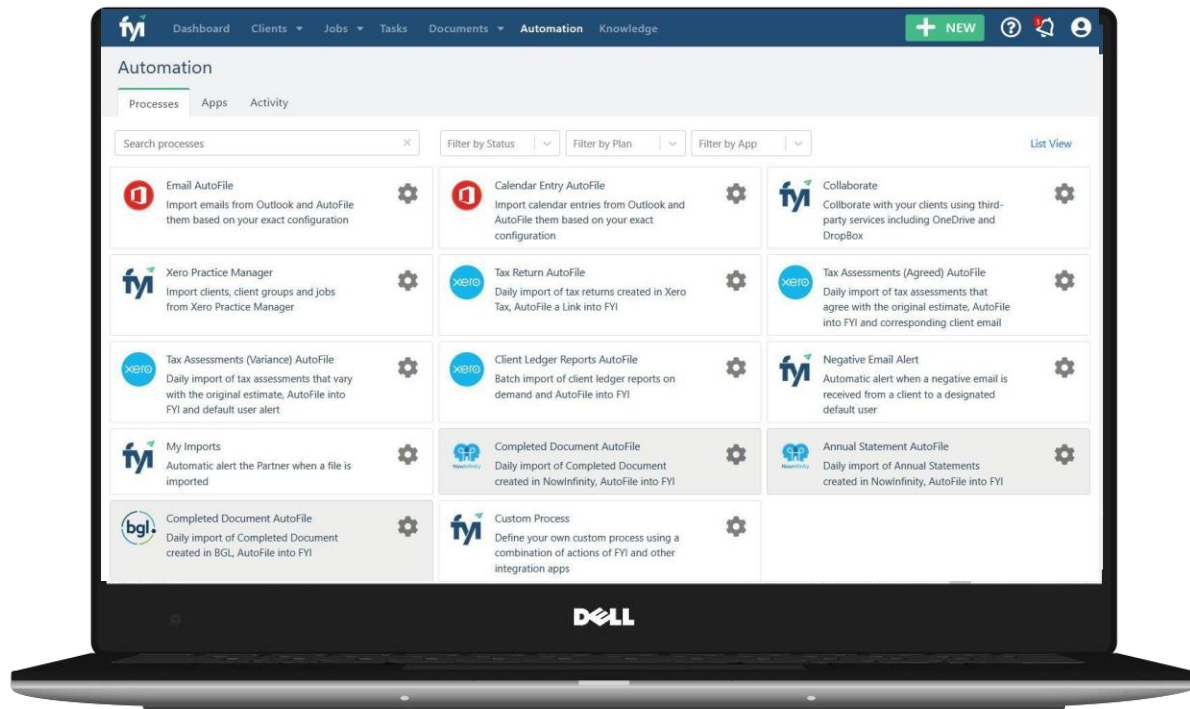 fyi
Dashboard Clients Jobs Tasks Documents Automation Knowledge
+ NEW
Automation
Processes Apps Activity
Search processes
Filter by Status
Filter by Plan
Filter by App
List View
Email AutoFile
Import emails from Outlook and AutoFile
them based on your exact configuration
Calendar Entry AutoFile
Import calendar entries from Outlook and
AutoFile them based on your exact
configuration
fyi
Collaborate
Collborate with your clients using third-
party services including OneDrive and
DropBox
fyi
Xero Practice Manager
Import clients, client groups and jobs
from Xero Practice Manager
xero
Tax Return AutoFile
Daily import of tax returns created in Xero
Tax, AutoFile a Link into FYI
xero
Tax Assessments (Agreed) AutoFile
Daily import of tax assessments that
agree with the original estimate, AutoFile
into FYI and corresponding client email
xero
Tax Assessments (Variance) AutoFile
Daily import of tax assessments that vary
with the original estimate, AutoFile into
FYI and default user alert
xero
Client Ledger Reports AutoFile
Batch import of client ledger reports on
demand and AutoFile into FYI
fyi
Negative Email Alert
Automatic alert when a negative email is
received from a client to a designated
default user
fyi
My Imports
Automatic alert the Partner when a file is
imported
NowInfinity
Completed Document AutoFile
Daily import of Completed Document
created in NowInfinity, AutoFile into FYI
NowInfinity
Annual Statement AutoFile
Daily import of Annual Statements
created in NowInfinity, AutoFile into FYI
bgl.
Completed Document AutoFile
Daily import of Completed Document
created in BGL, AutoFile into FYI
fyi
Custom Process
Define your own custom process using a
combination of actions of FYI and other
integration apps
DELL